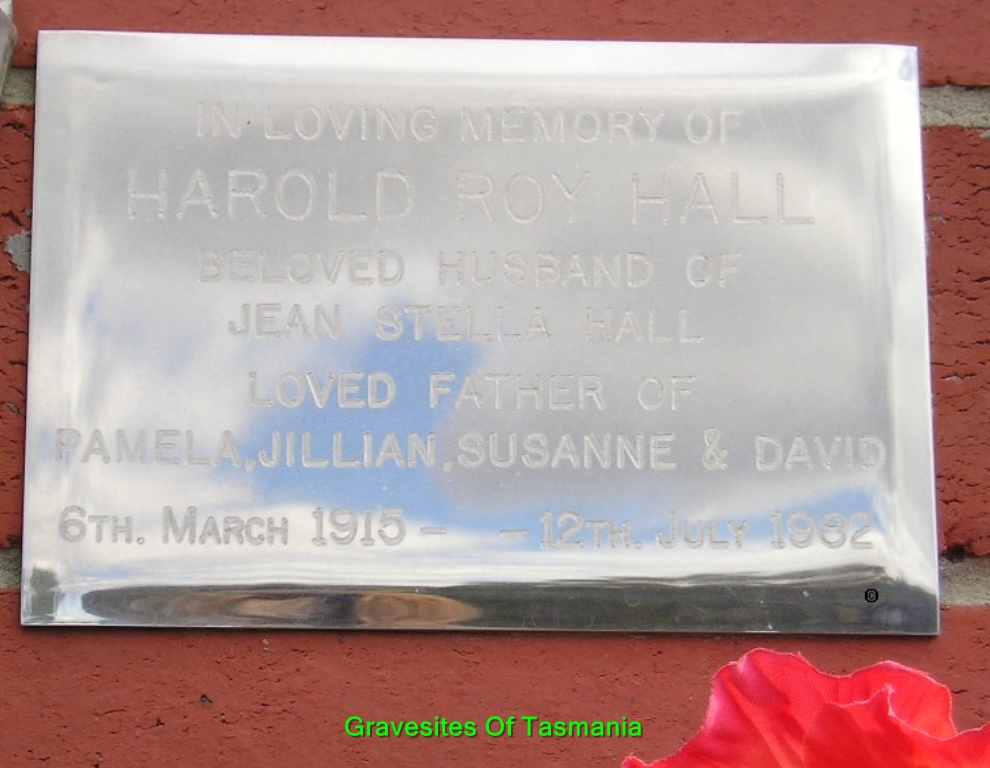 IN LOVING MEMORY OF
HAROLD ROY HALL
BELOVED HUSBAND OF
JEAN STELLA HALL
LOVED FATHER OF
PAMELA, JILLIAN, SUSANNE & DAVID
6TH. MARCH 1915 - - 12TH. JULY 1982
©
Gravesites Of Tasmania